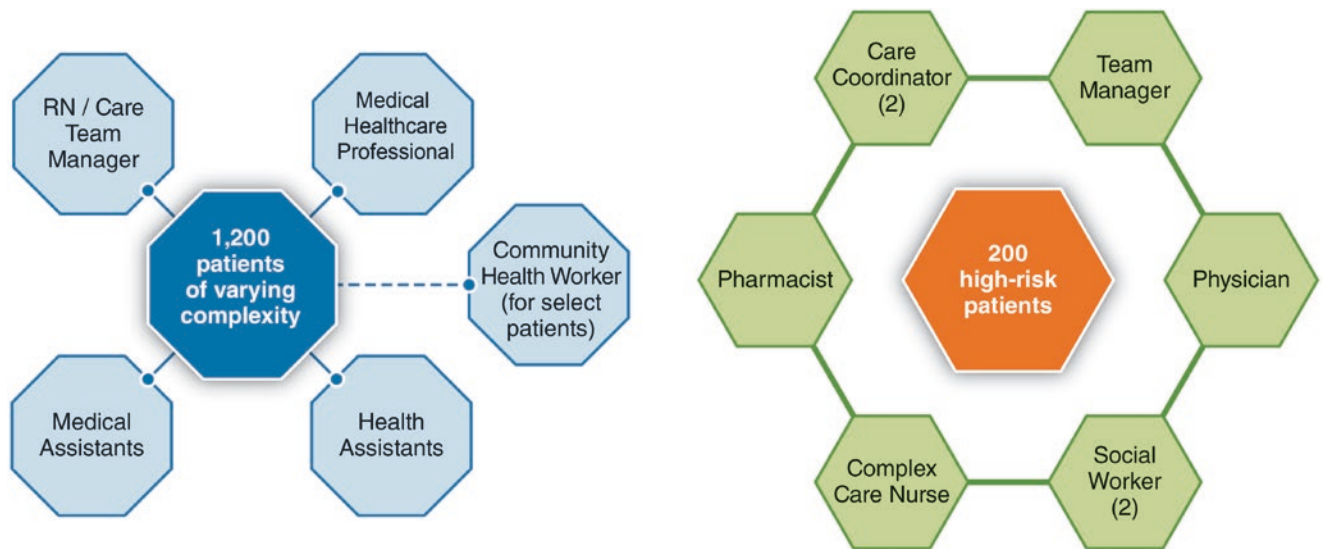 RN / Care
Team
Manager
Medical
Healthcare
Professional
1,200
patients
of varying
complexity
Community
Health Worker
(for select
patients)
Medical
Assistants
Health
Assistants
Care
Coordinator
(2)
Team
Manager
Pharmacist
200
high-risk
patients
Physician
Complex
Care Nurse
Social
Worker
(2)